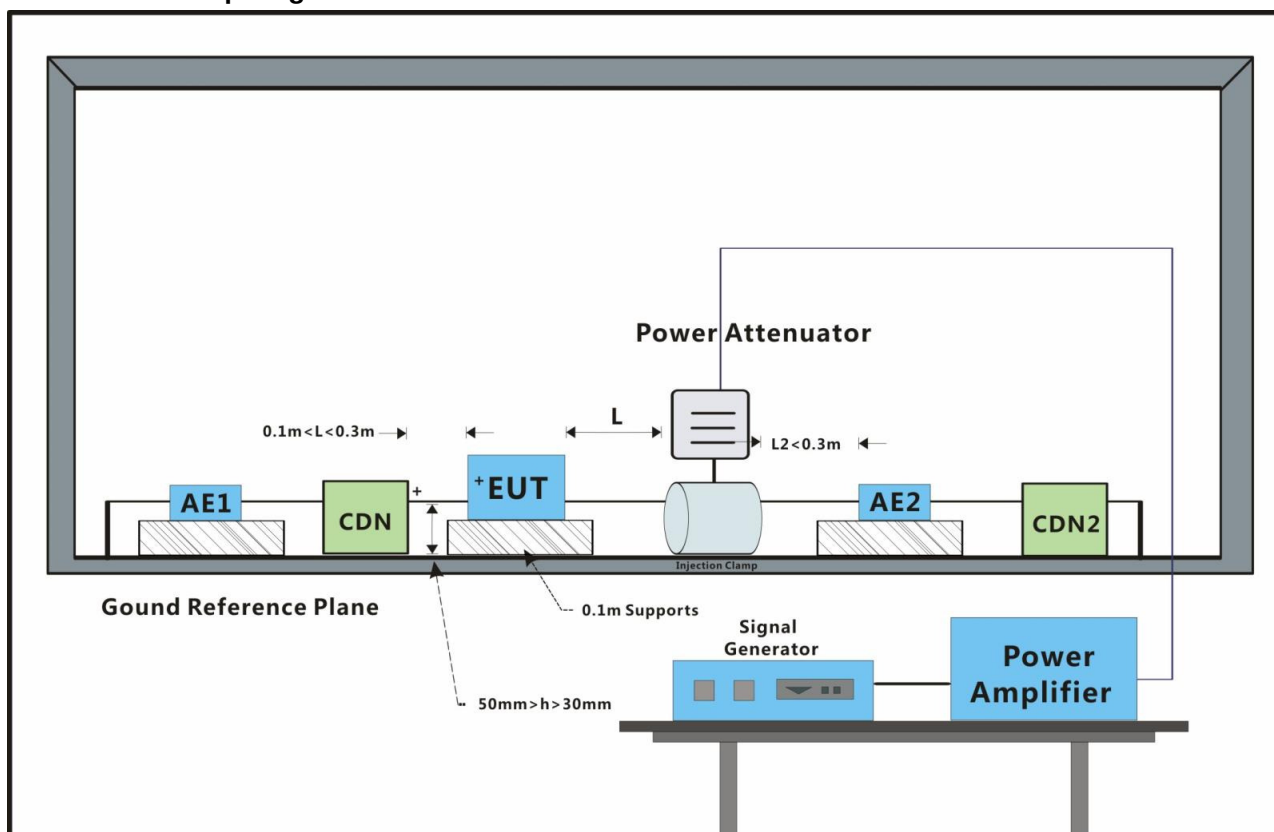 Power Attenuator
0.1m<L<0.3m
L
L2<0.3m
AE1
CDN
+
+EUT
AE2
CDN2
Injection Clamp
Gound Reference Plane
0.1m Supports
50mm>h>30mm
Signal
Generator
Power
Amplifier